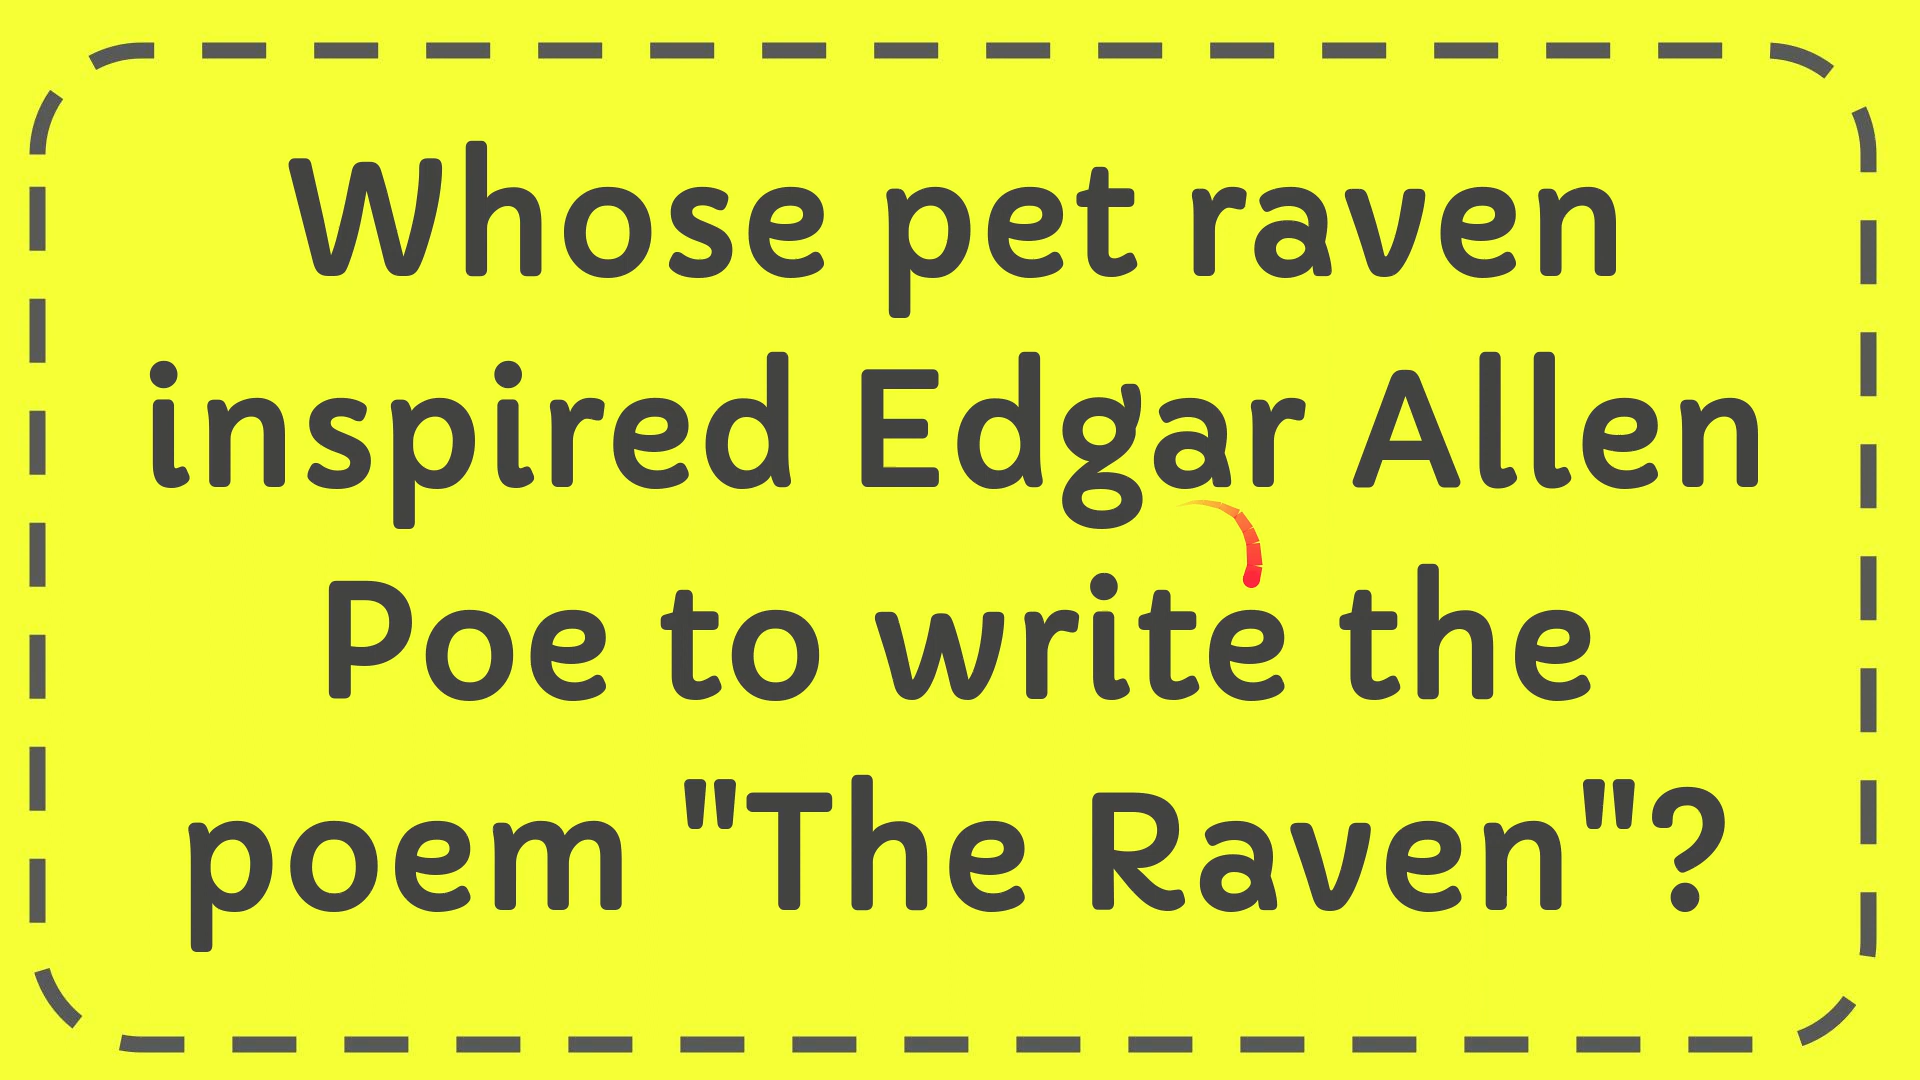 Whose pet raven
inspired Edgar Allen
Poe to write the
poem "The Raven"?